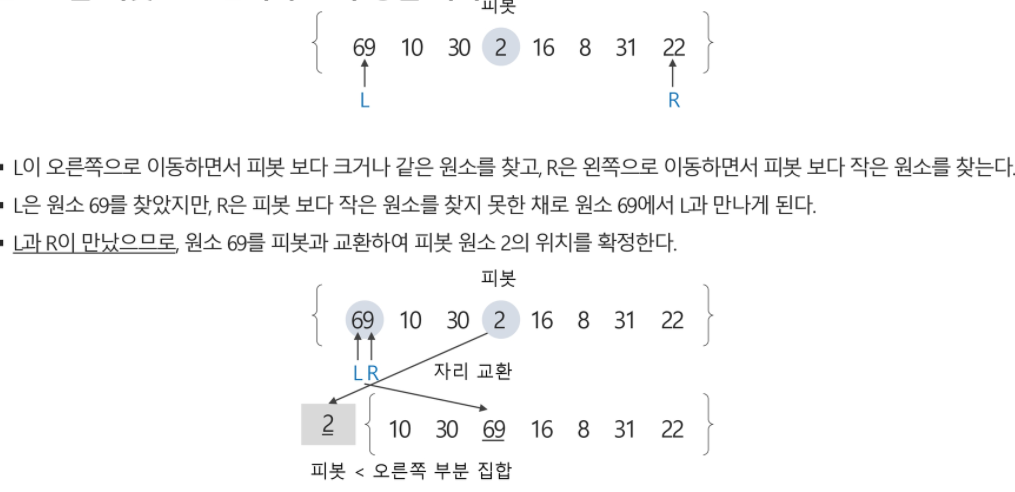 피봇
69 10 30 2 16 8 31 22
L R
▪ L이 오른쪽으로 이동하면서 피봇 보다 크거나 같은 원소를 찾고, R은 왼쪽으로 이동하면서 피봇 보다 작은 원소를 찾는다.
▪ L은 원소 69를 찾았지만, R은 피봇 보다 작은 원소를 찾지 못한 채로 원소 69에서 L과 만나게 된다.
▪ L과 R이 만났으므로, 원소 69를 피봇과 교환하여 피봇 원소 2의 위치를 확정한다.
피봇
69 10 30 2 16 8 31 22
L R 자리 교환
2 10 30 69 16 8 31 22
피봇 < 오른쪽 부분 집합